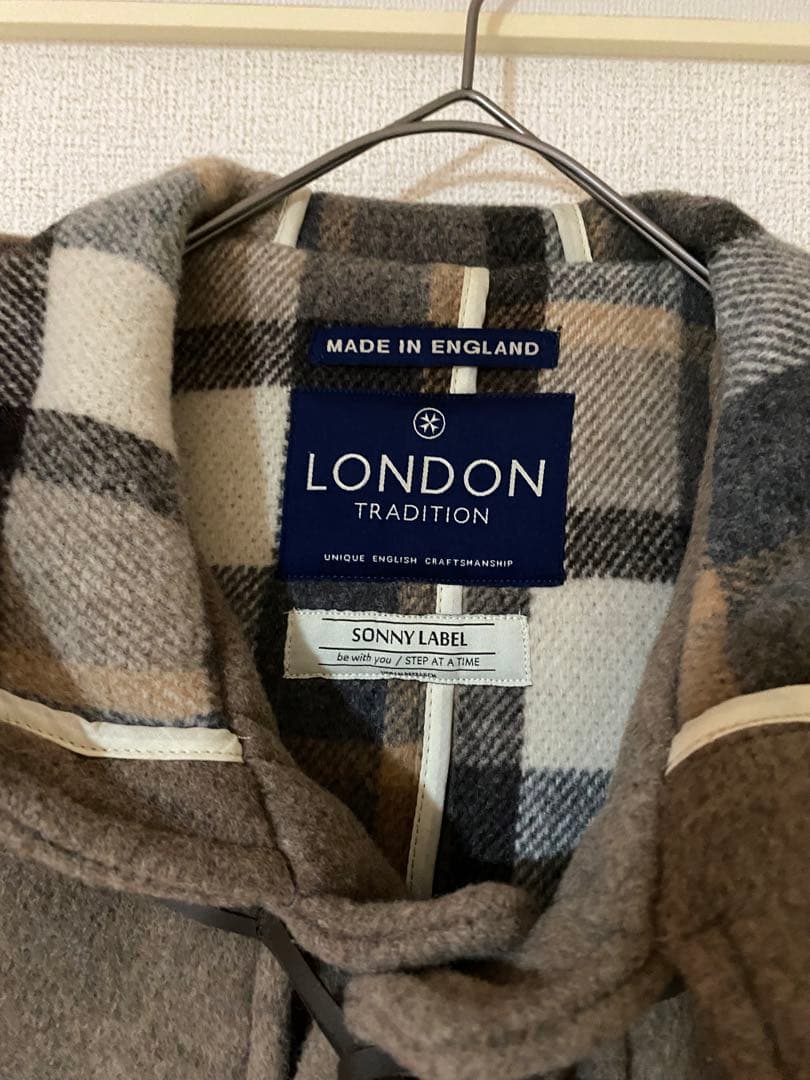 MADE IN ENGLAND
LONDON
TRADITION
UNIQUE ENGLISH CRAFTSMANSHIP
SONNY LABEL
be with you / STEP AT A TIME